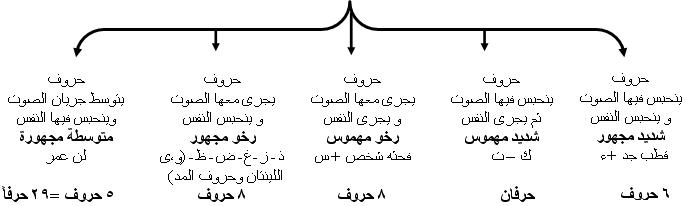 حروف
ينحبس فيها الصوت
و ينحبس النفس
شديد مجهور
قطب جد +ء
٦ حروف
حروف
ينحبس فيها الصوت
ثم يجرى النفس
شديد مهموس
ك – ت
حرفان
حروف
يجرى معها الصوت
و يجرى النفس
رخو مهموس
فحثه شخص +س
٨ حروف
حروف
يجرى معها الصوت
و ينحبس النفس
رخو مجهور
ذ - ز - غ - ض - ظ - (و،ى
اللينتان وحروف المد)
٨ حروف
حروف
يتوسط جريان الصوت
وينحبس فيها النفس
متوسطة مجهورة
لن عمر
٥ حروف =٢٩ حرفاً